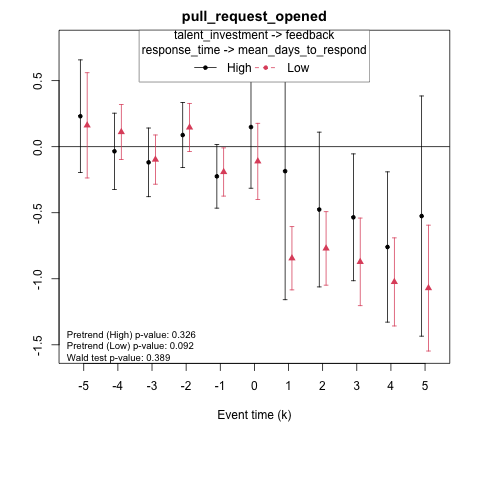 pull_request_opened
talent_investment -> feedback
response_time -> mean_days_to_respond
High Low
0.5
0.0
-0.5
-1.0
-1.5
Pretrend (High) p-value: 0.326
Pretrend (Low) p-value: 0.092
Wald test p-value: 0.389
-5 -4 -3 -2 -1 0 1 2 3 4 5
Event time (k)